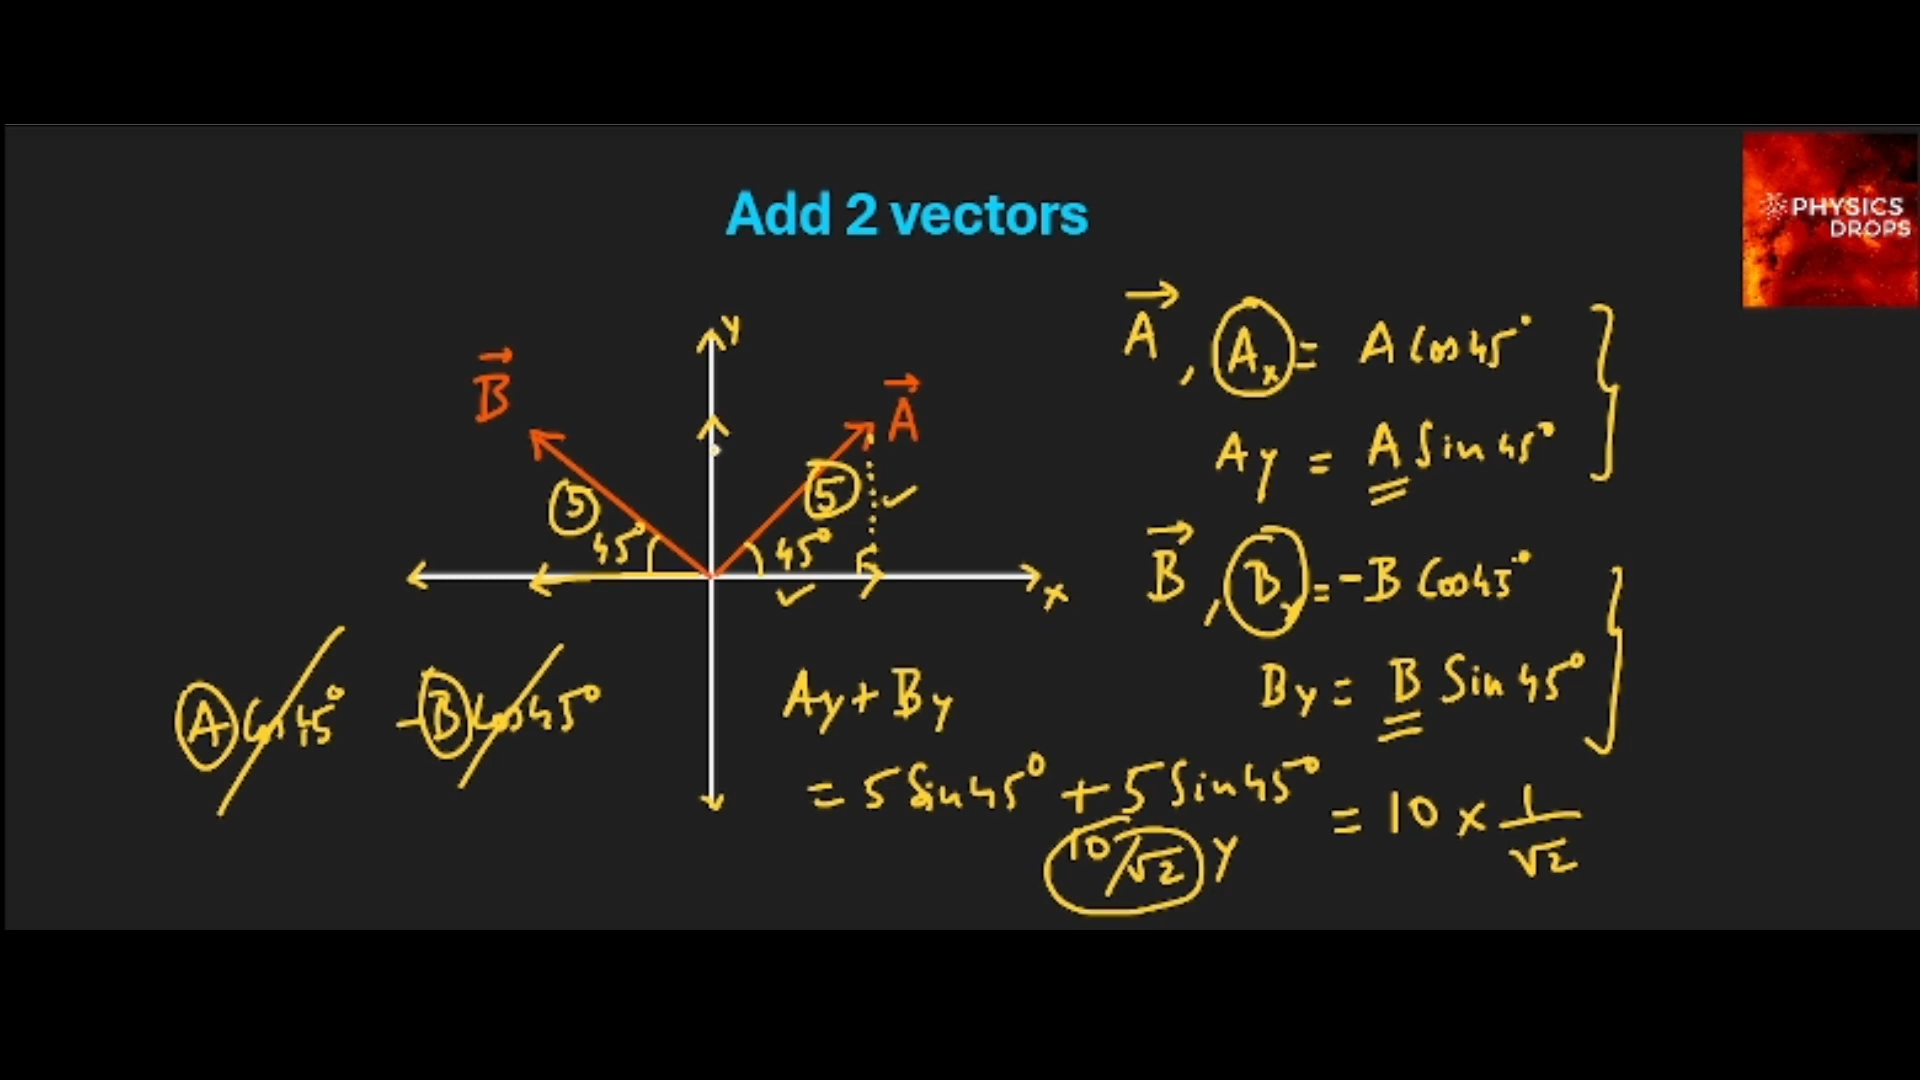 Add 2 vectors
PHYSICS
DROPS
y
B
A
5
5
45°
45°
x
A , Ax = A Cos45°
Ay = A Sin45°
B , Bx = -B Cos45°
By = B Sin45°
A Cos45° -B Cos45°
Ay + By
= 5 Sin45° + 5 Sin45° = 10 x 1/√2
10/√2 y